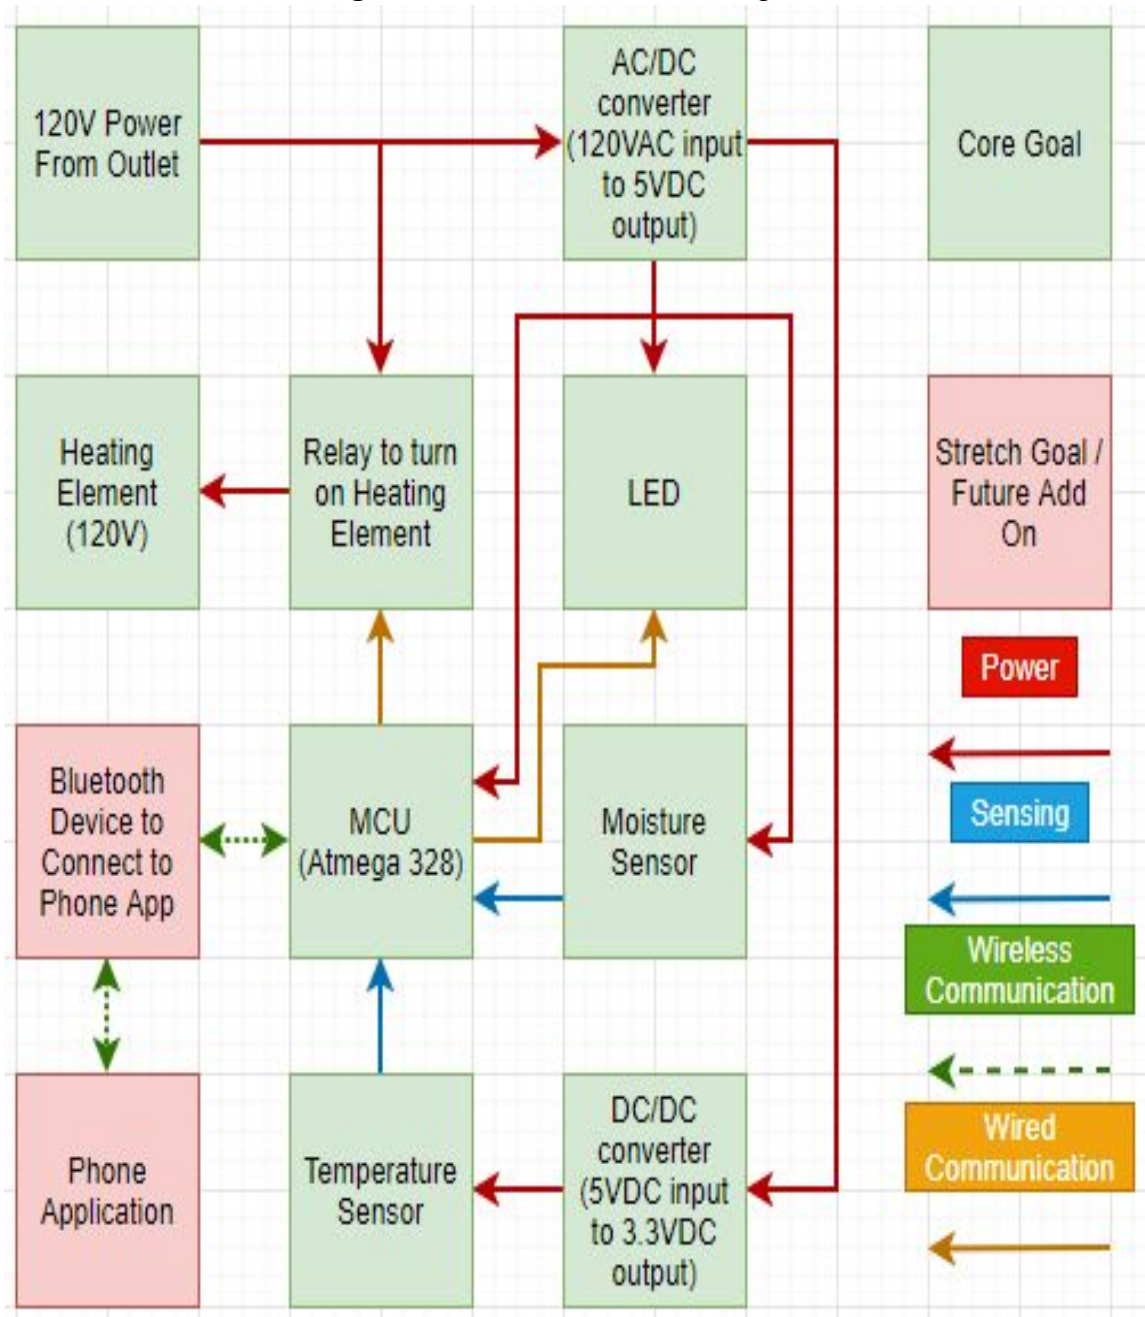 120V Power
From Outlet
AC/DC
converter
(120VAC input
to 5VDC
output)
Core Goal
Heating
Element
(120V)
Relay to turn
on Heating
Element
LED
Stretch Goal /
Future Add
On
Power
Bluetooth
Device to
Connect to
Phone App
MCU
(Atmega 328)
Moisture
Sensor
Sensing
Wireless
Communication
Phone
Application
Temperature
Sensor
DC/DC
converter
(5VDC input
to 3.3VDC
output)
Wired
Communication